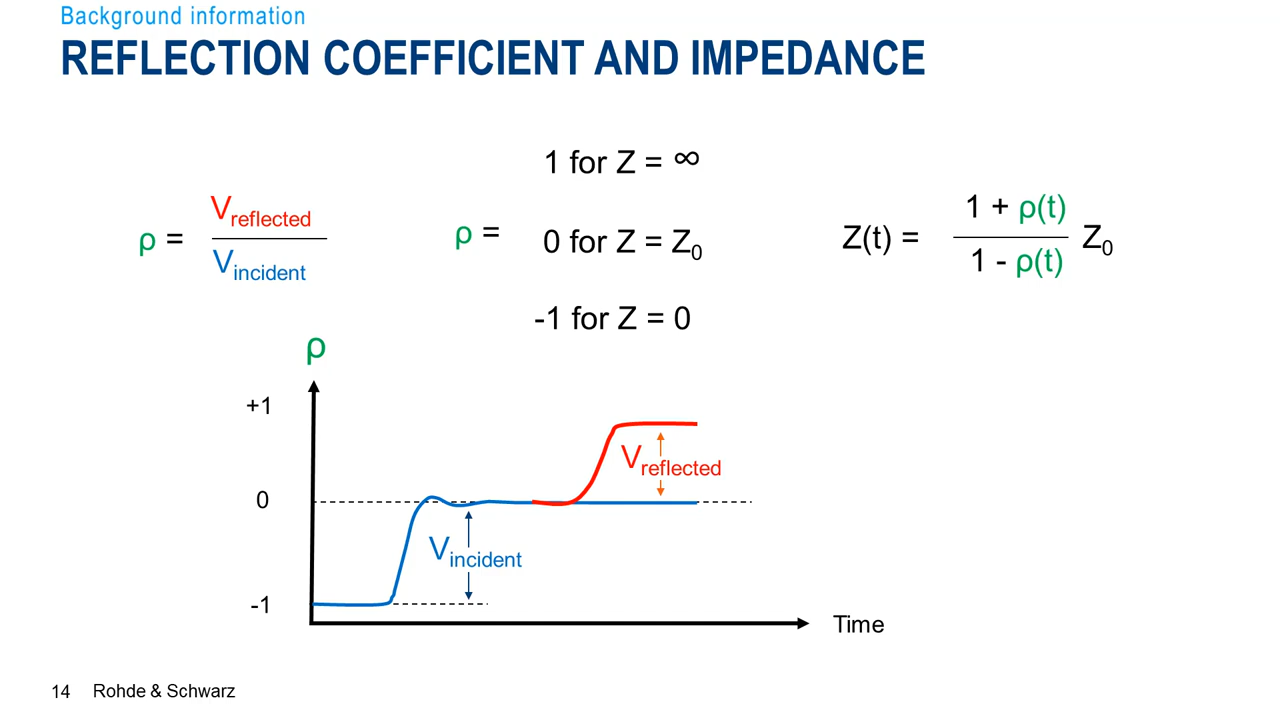 Background information
REFLECTION COEFFICIENT AND IMPEDANCE
ρ = Vreflected / Vincident
ρ =
1 for Z = ∞
0 for Z = Z0
-1 for Z = 0
Z(t) = 1 + ρ(t) / 1 - ρ(t) Z0
ρ
+1
0
-1
Vreflected
Vincident
Time
14 Rohde & Schwarz